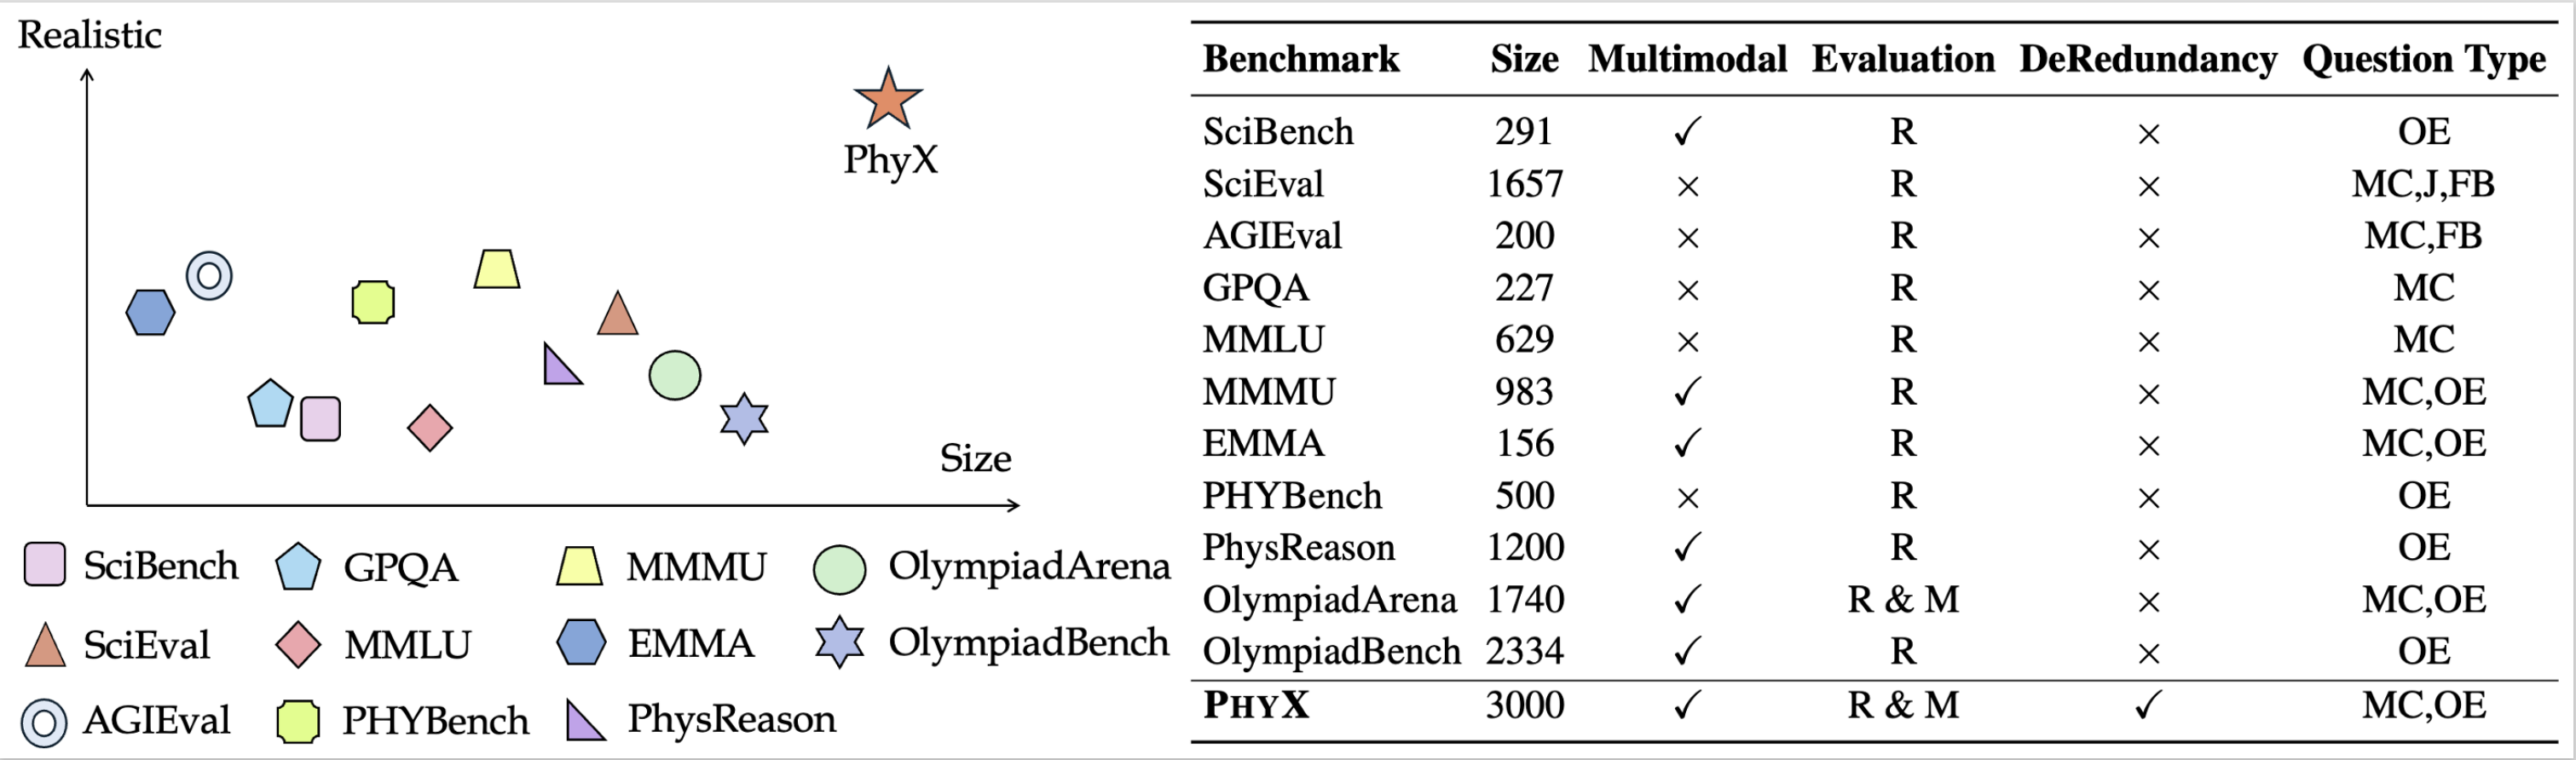 Realistic
PhyX
Size
SciBench GPQA MMMU OlympiadArena
SciEval MMLU EMMA OlympiadBench
AGIEval PHYBench PhysReason
Benchmark Size Multimodal Evaluation DeRedundancy Question Type
SciBench 291 ✓ R × OE
SciEval 1657 × R × MC,J,FB
AGIEval 200 × R × MC,FB
GPQA 227 × R × MC
MMLU 629 × R × MC
MMMU 983 ✓ R × MC,OE
EMMA 156 ✓ R × MC,OE
PHYBench 500 × R × OE
PhysReason 1200 ✓ R × OE
OlympiadArena 1740 ✓ R & M × MC,OE
OlympiadBench 2334 ✓ R × OE
PHYX 3000 ✓ R & M ✓ MC,OE